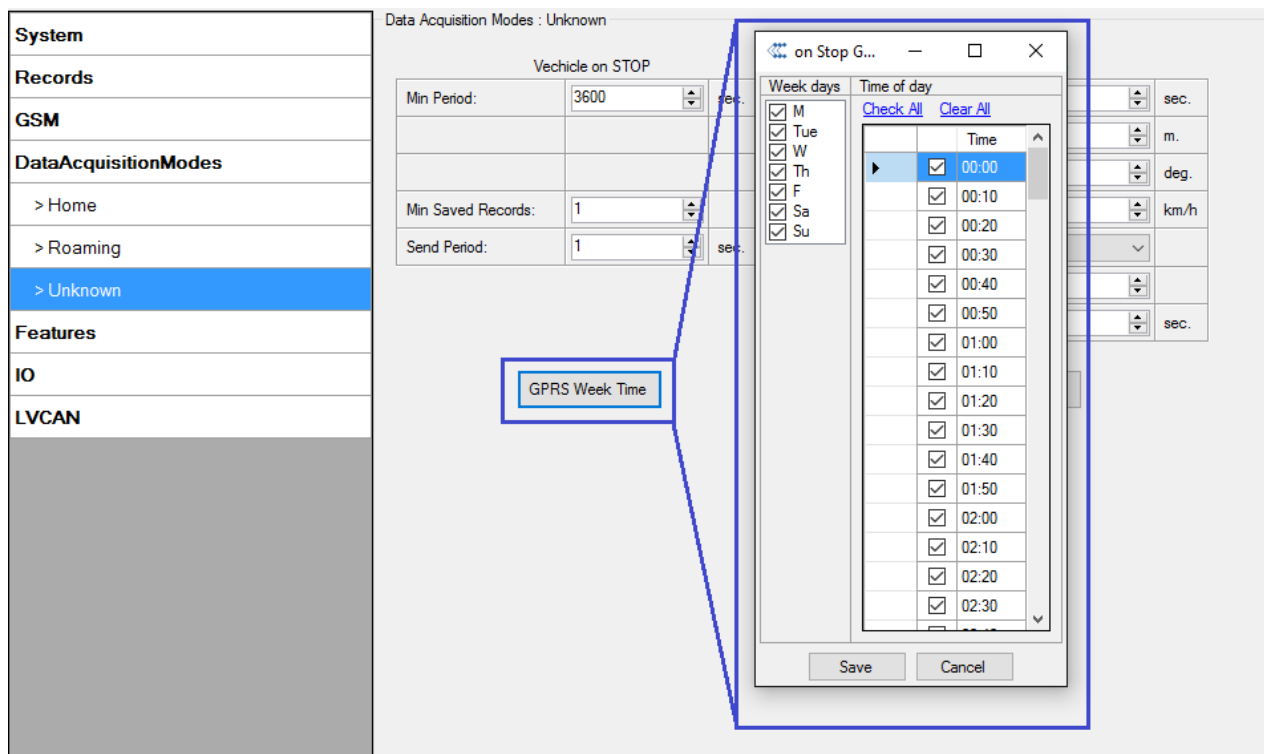 System
Records
GSM
DataAcquisitionModes
> Home
> Roaming
> Unknown
Features
IO
LVCAN
Data Acquisition Modes : Unknown
Vechicle on STOP
Min Period: 3600 sec.
Min Saved Records: 1
Send Period: 1 sec.
GPRS Week Time
on Stop G...
Week days
M
Tue
W
Th
F
Sa
Su
Time of day
Check All Clear All
Time
00:00
00:10
00:20
00:30
00:40
00:50
01:00
01:10
01:20
01:30
01:40
01:50
02:00
02:10
02:20
02:30
Save Cancel
sec.
m.
deg.
km/h
sec.